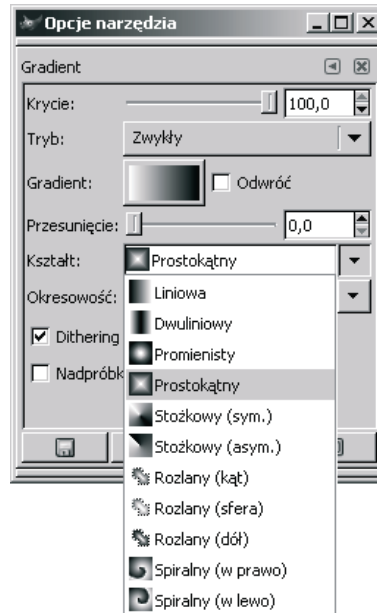 Opcje narzędzia
Gradient
Krycie: 100,0
Tryb: Zwykły
Gradient: Odwróć
Przesunięcie: 0,0
Kształt: Prostokątny
Okresowość:
Liniowa
Dwuliniowy
Dithering
Promienisty
Nadpróbk
Prostokątny
Stożkowy (sym.)
Stożkowy (asym.)
Rozlany (kąt)
Rozlany (sfera)
Rozlany (dół)
Spiralny (w prawo)
Spiralny (w lewo)